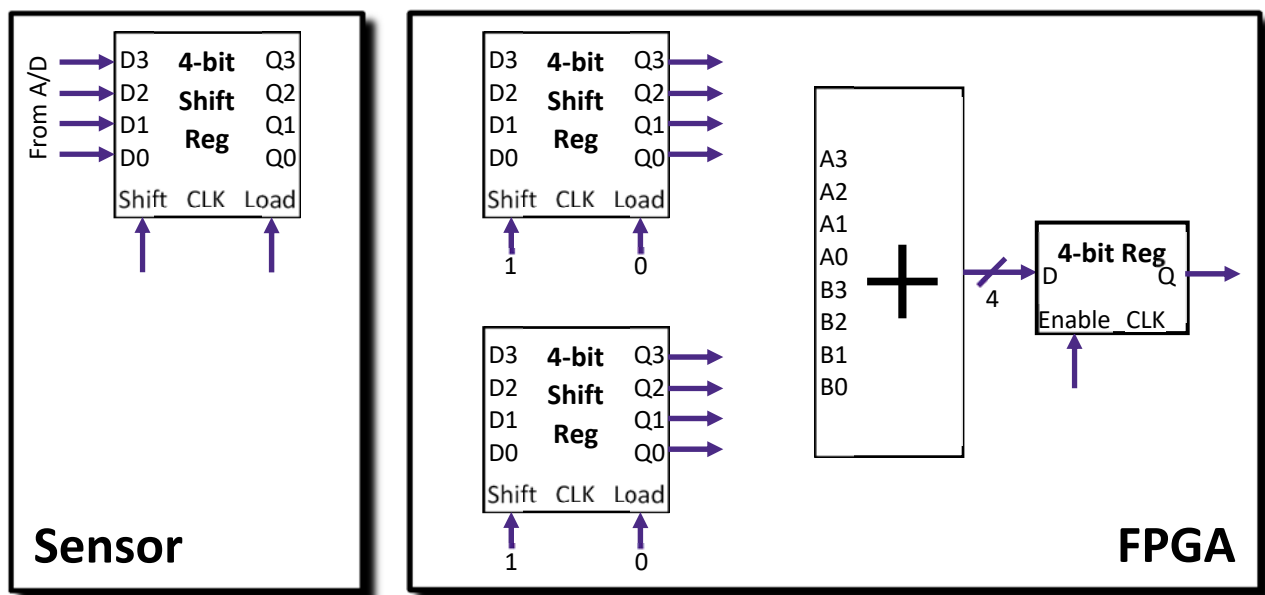 From A/D
D3 4-bit Q3
D2 Shift Q2
D1 Reg Q1
D0 Q0
Shift CLK Load
Sensor
D3 4-bit Q3
D2 Shift Q2
D1 Reg Q1
D0 Q0
Shift CLK Load
1 0
D3 4-bit Q3
D2 Shift Q2
D1 Reg Q1
D0 Q0
Shift CLK Load
1 0
A3
A2
A1
A0
B3
B2
B1
B0
+
4
4-bit Reg
D Q
Enable CLK
FPGA